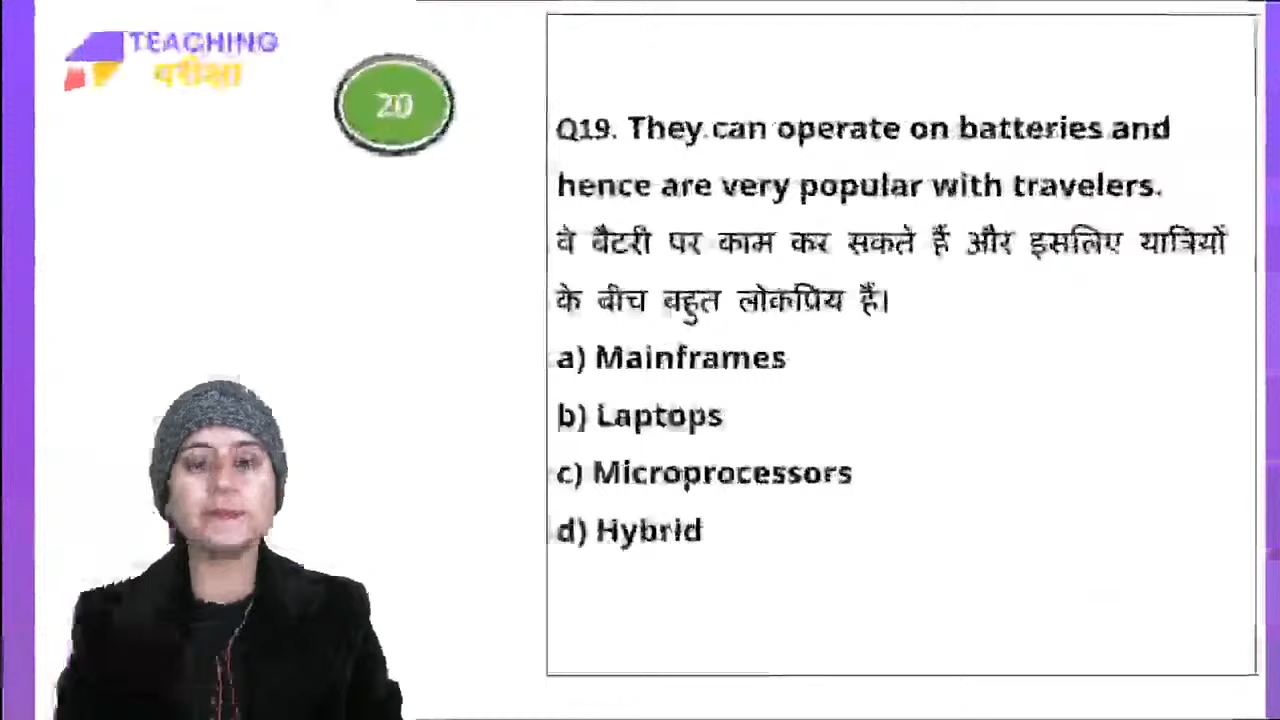 TEACHING
परीक्षा
20
Q19. They can operate on batteries and
hence are very popular with travelers.
वे बैटरी पर काम कर सकते हैं और इसलिए यात्रियों
के बीच बहुत लोकप्रिय हैं।
a) Mainframes
b) Laptops
c) Microprocessors
d) Hybrid